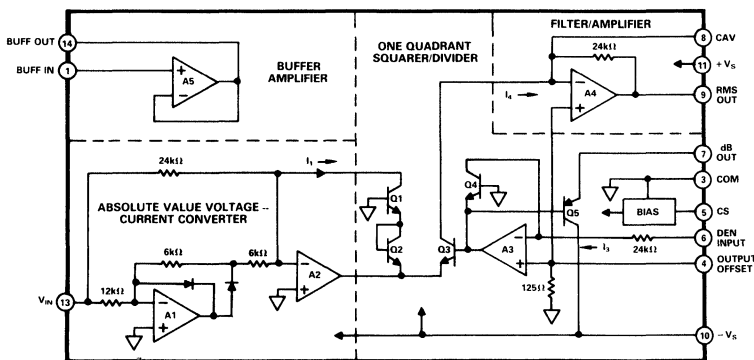 FILTER/AMPLIFIER
BUFF OUT 14
BUFF IN 1
A5
BUFFER
AMPLIFIER
ONE QUADRANT
SQUARER/DIVIDER
24kΩ
I4
A4
8 CAV
11 +VS
9 RMS
OUT
7 dB
OUT
3 COM
BIAS
5 CS
6 DEN
INPUT
24kΩ
4 OUTPUT
OFFSET
10 -VS
24kΩ
I1
ABSOLUTE VALUE VOLTAGE –
CURRENT CONVERTER
6kΩ
6kΩ
VIN 13
12kΩ
A1
A2
Q1
Q2
Q3
Q4
A3
Q5
I3
125Ω